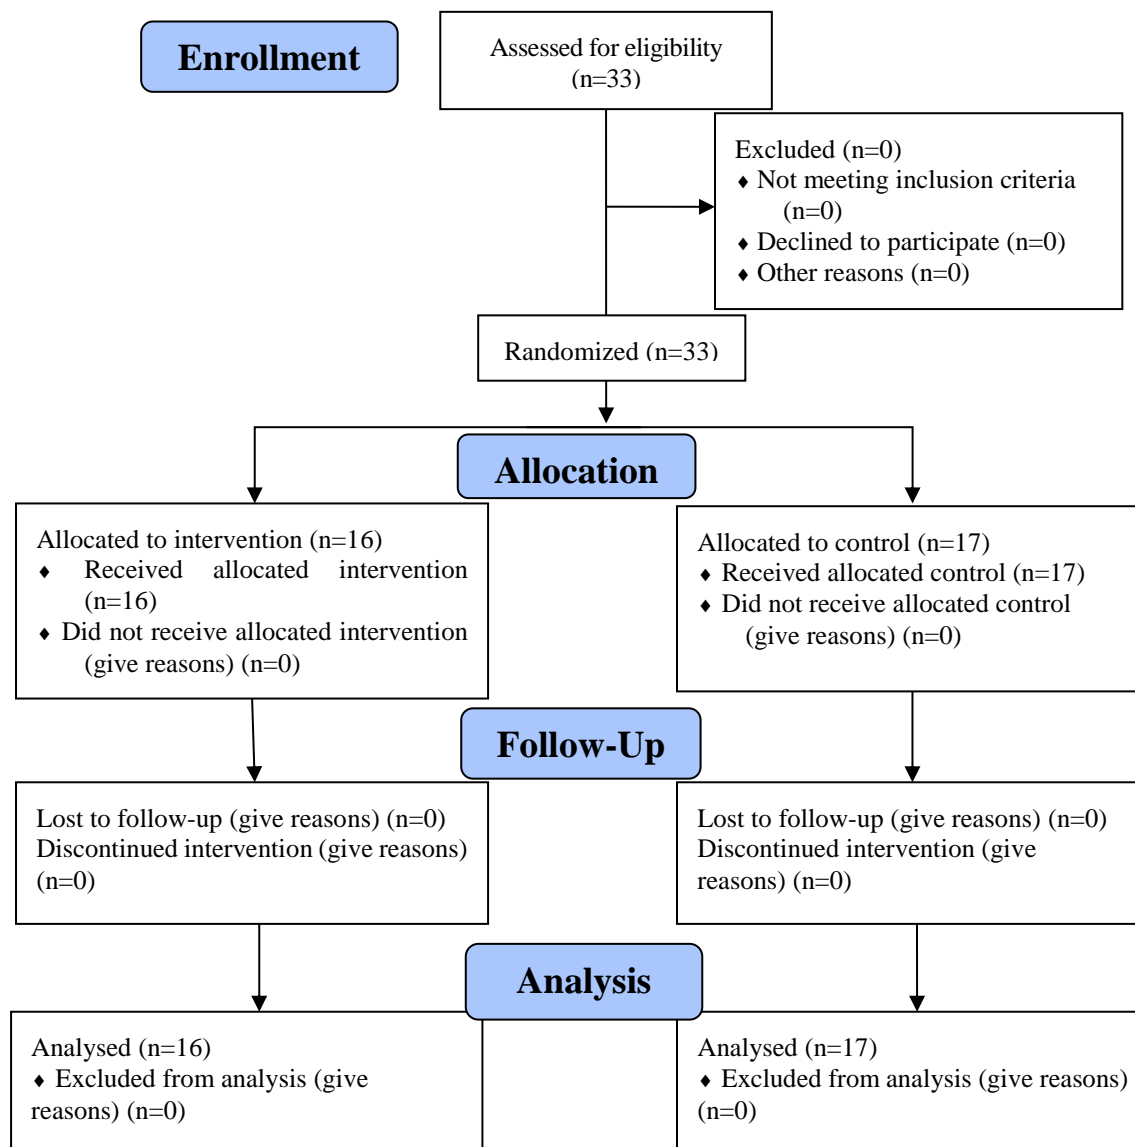 Enrollment
Assessed for eligibility
(n=33)
Excluded (n=0)
♦ Not meeting inclusion criteria
(n=0)
♦ Declined to participate (n=0)
♦ Other reasons (n=0)
Randomized (n=33)
Allocation
Allocated to intervention (n=16)
♦ Received allocated intervention
(n=16)
♦ Did not receive allocated intervention
(give reasons) (n=0)
Allocated to control (n=17)
♦ Received allocated control (n=17)
♦ Did not receive allocated control
(give reasons) (n=0)
Follow-Up
Lost to follow-up (give reasons) (n=0)
Discontinued intervention (give reasons)
(n=0)
Lost to follow-up (give reasons) (n=0)
Discontinued intervention (give
reasons) (n=0)
Analysis
Analysed (n=16)
♦ Excluded from analysis (give
reasons) (n=0)
Analysed (n=17)
♦ Excluded from analysis (give reasons)
(n=0)